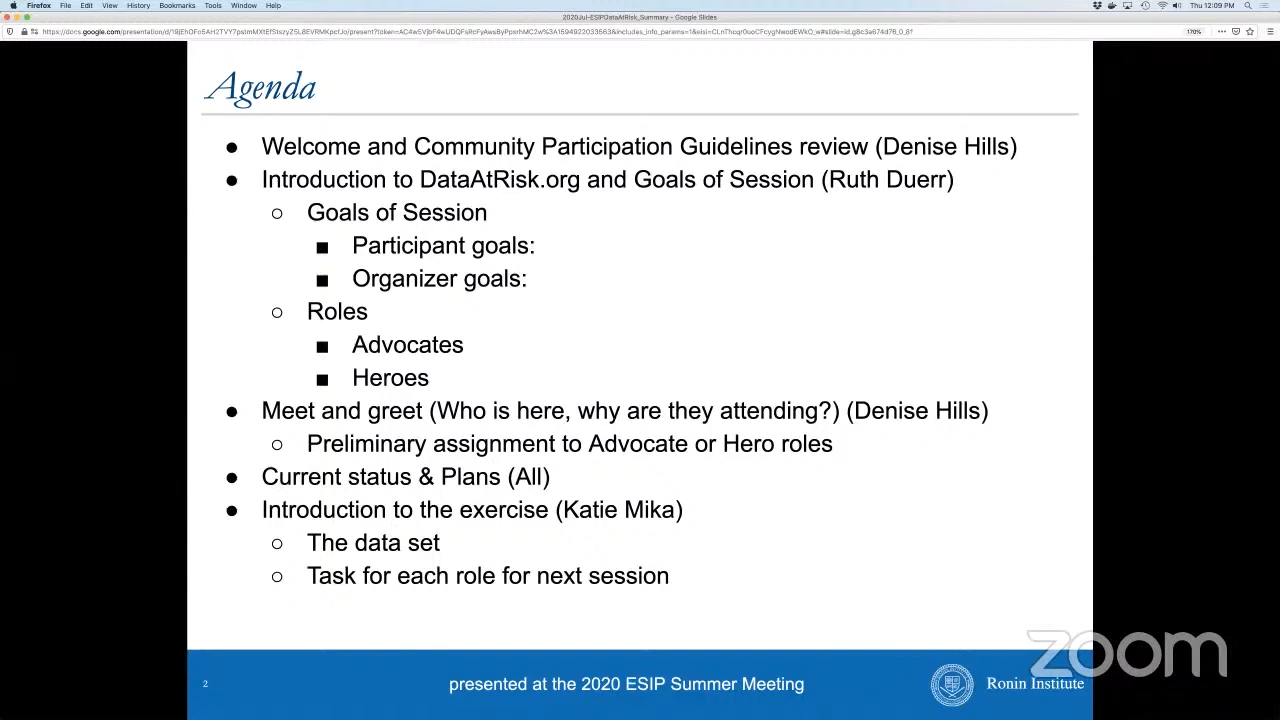 Firefox File Edit View History Bookmarks Tools Window Help Thu 12:09 PM
2020Jul-ESIPDataAtRisk_Summary - Google Slides
170%
Agenda
● Welcome and Community Participation Guidelines review (Denise Hills)
● Introduction to DataAtRisk.org and Goals of Session (Ruth Duerr)
○ Goals of Session
■ Participant goals:
■ Organizer goals:
○ Roles
■ Advocates
■ Heroes
● Meet and greet (Who is here, why are they attending?) (Denise Hills)
○ Preliminary assignment to Advocate or Hero roles
● Current status & Plans (All)
● Introduction to the exercise (Katie Mika)
○ The data set
○ Task for each role for next session
2 presented at the 2020 ESIP Summer Meeting Ronin Institute
zoom